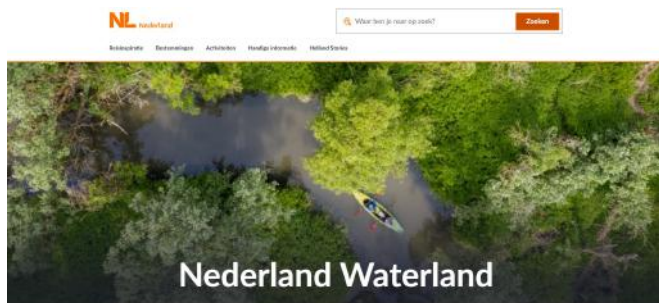 NL Nederland
Waar ben je naar op zoek?
Zoeken
Reisinspiratie Bestemmingen Activiteiten Handige informatie Holland Stories
Nederland Waterland